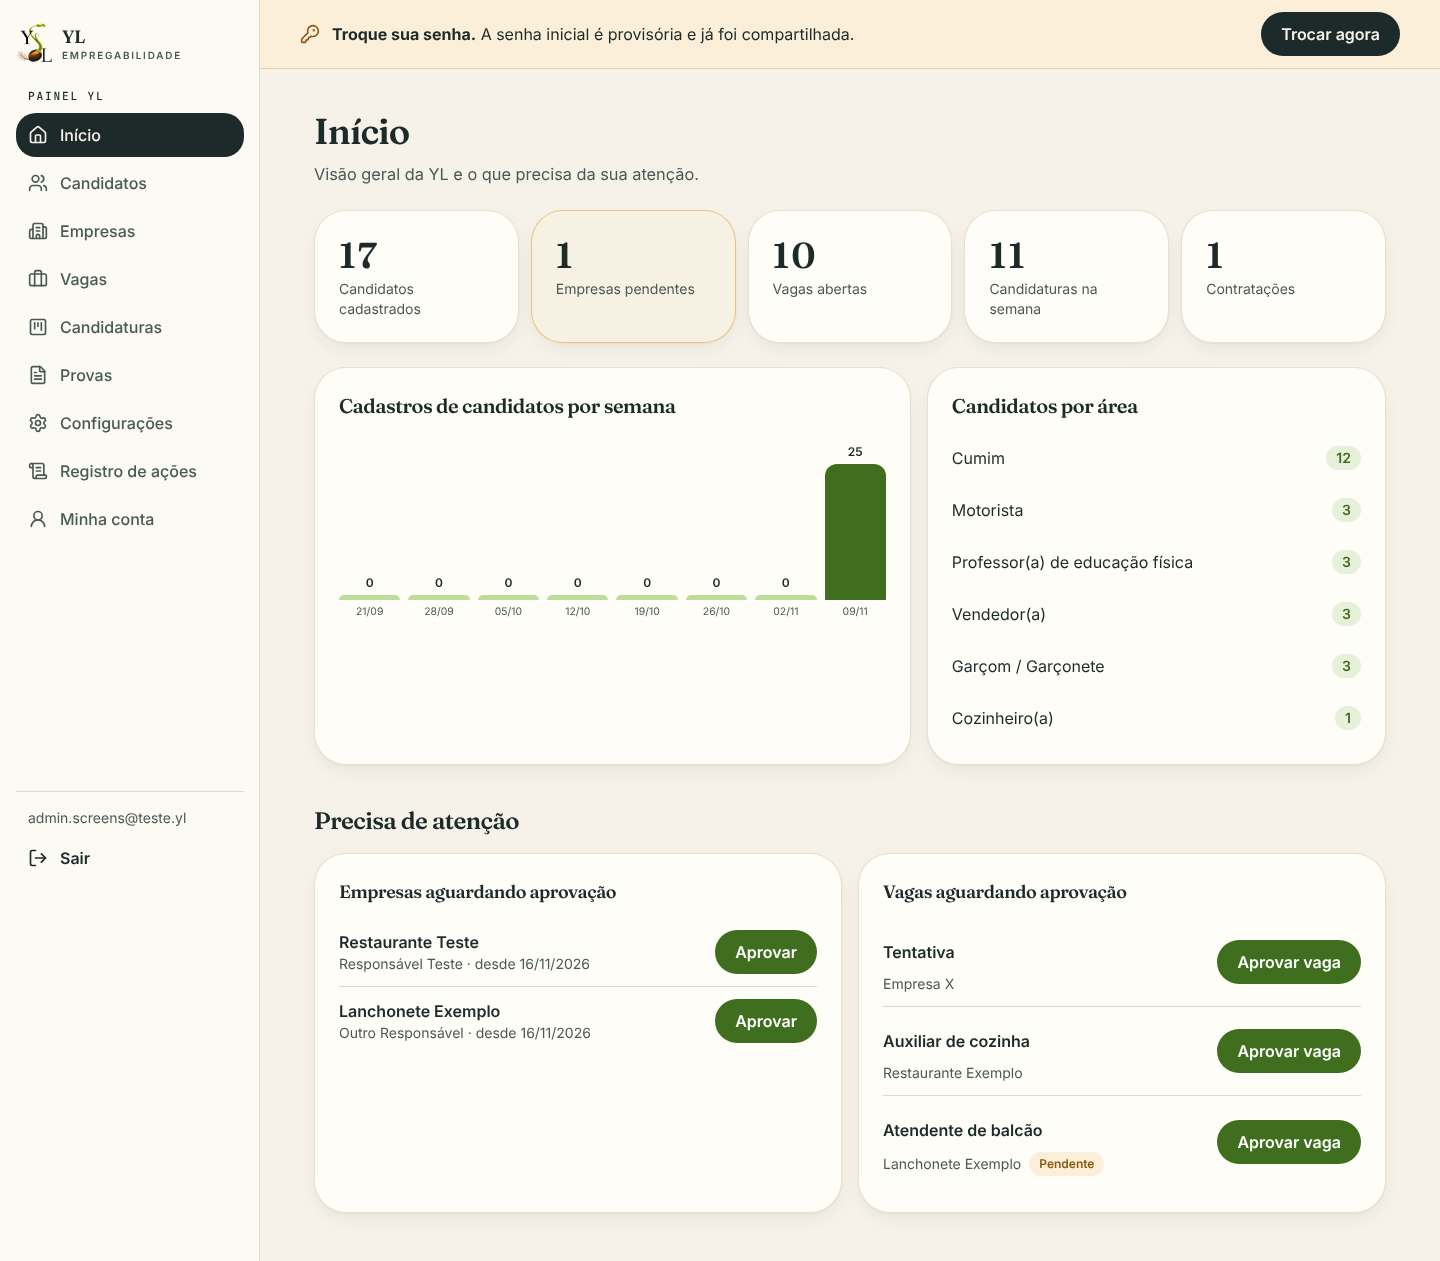 YL
YL
EMPREGABILIDADE
PAINEL YL
Início
Candidatos
Empresas
Vagas
Candidaturas
Provas
Configurações
Registro de ações
Minha conta
admin.screens@teste.yl
Sair
Troque sua senha. A senha inicial é provisória e já foi compartilhada.
Trocar agora
Início
Visão geral da YL e o que precisa da sua atenção.
17
Candidatos
cadastrados
1
Empresas pendentes
10
Vagas abertas
11
Candidaturas na
semana
1
Contratações
Cadastros de candidatos por semana
25
0 0 0 0 0 0 0
21/09 28/09 05/10 12/10 19/10 26/10 02/11 09/11
Candidatos por área
Cumim 12
Motorista 3
Professor(a) de educação física 3
Vendedor(a) 3
Garçom / Garçonete 3
Cozinheiro(a) 1
Precisa de atenção
Empresas aguardando aprovação
Restaurante Teste
Responsável Teste · desde 16/11/2026
Aprovar
Lanchonete Exemplo
Outro Responsável · desde 16/11/2026
Aprovar
Vagas aguardando aprovação
Tentativa
Empresa X
Aprovar vaga
Auxiliar de cozinha
Restaurante Exemplo
Aprovar vaga
Atendente de balcão
Lanchonete Exemplo Pendente
Aprovar vaga